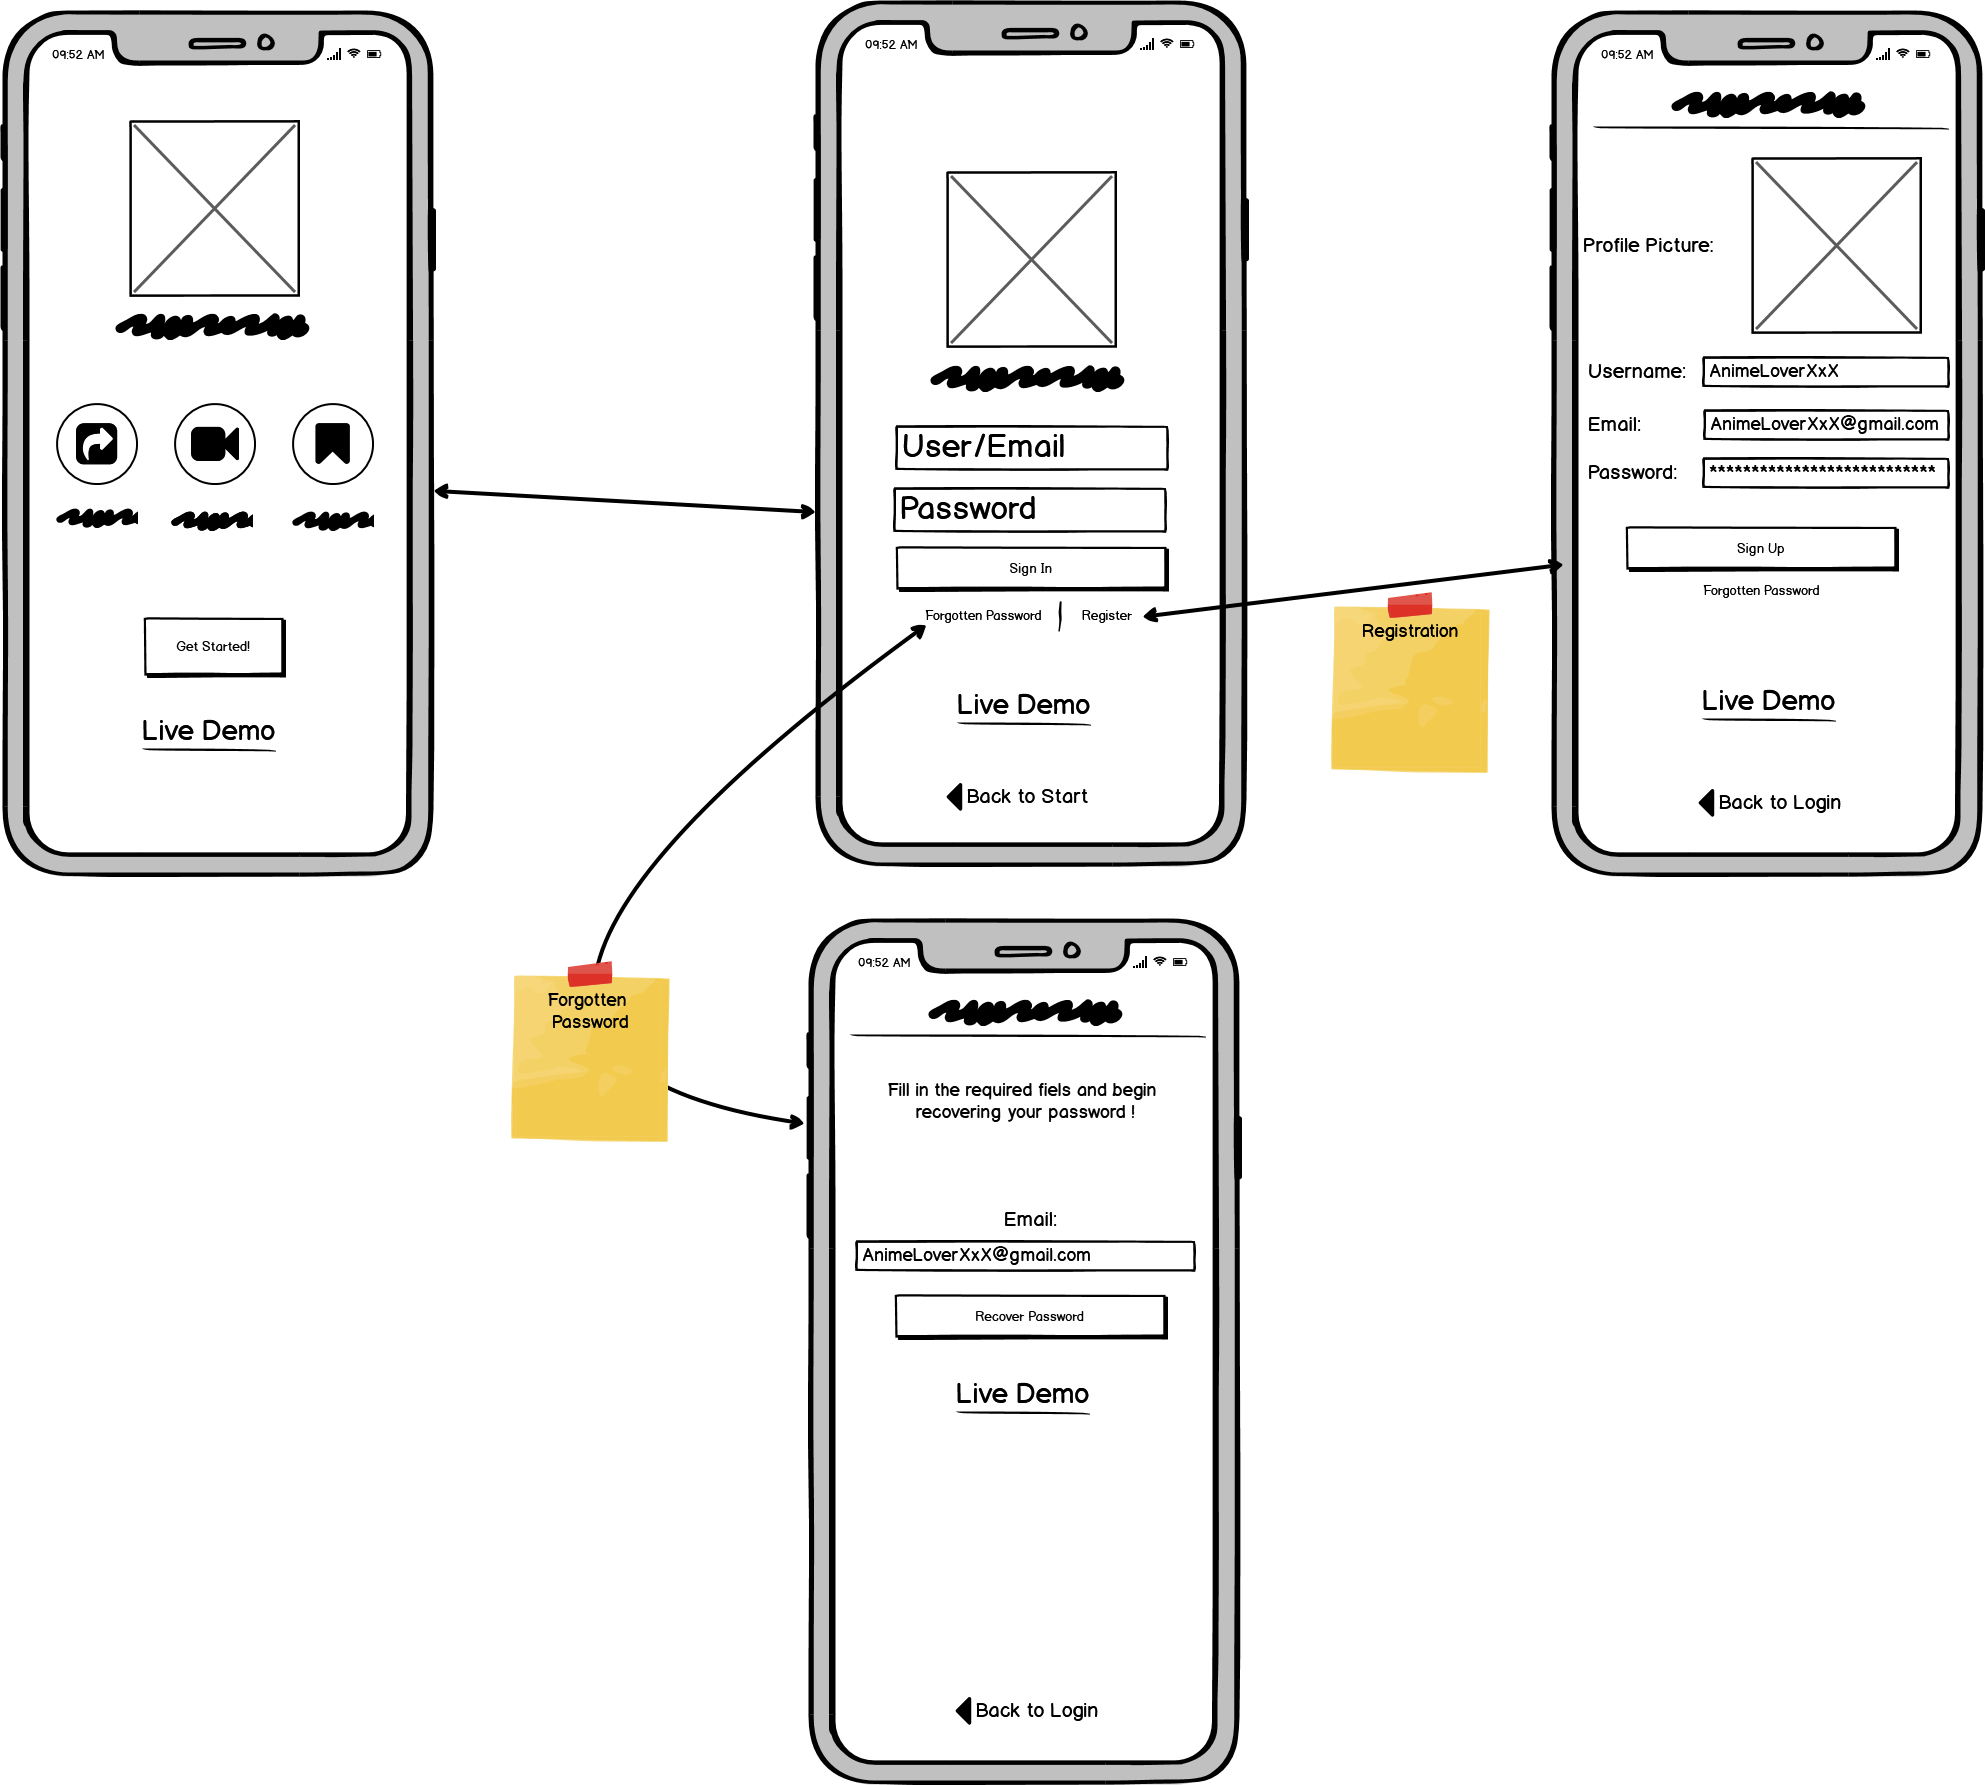 09:52 AM
Get Started!
Live Demo
09:52 AM
User/Email
Password
Sign In
Forgotten Password
Register
Live Demo
Back to Start
Registration
09:52 AM
Profile Picture:
Username:
AnimeLoverXxX
Email:
AnimeLoverXxX@gmail.com
Password:
***************************
Sign Up
Forgotten Password
Live Demo
Back to Login
Forgotten
Password
09:52 AM
Fill in the required fiels and begin
recovering your password !
Email:
AnimeLoverXxX@gmail.com
Recover Password
Live Demo
Back to Login